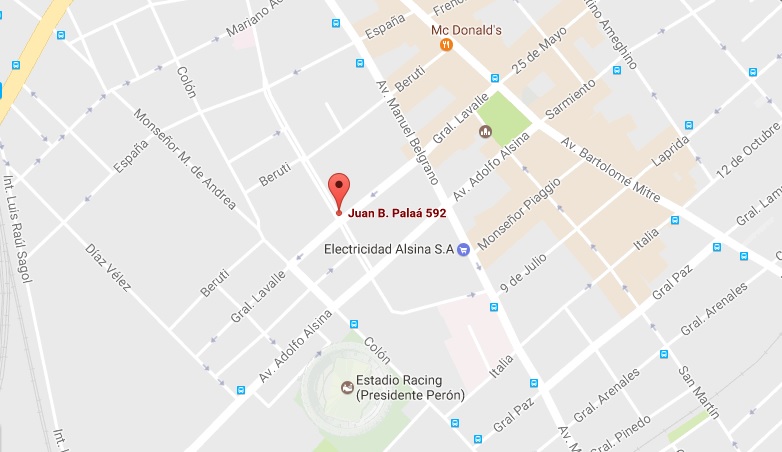 Mariano Ac
Mc Donald's
Colón
España
Beruti
25 de Mayo
Ameghino
Int. Luis Raúl Sagol
España
Monseñor M. de Andrea
Beruti
Av. Manuel Belgrano
Gral. Lavalle
Sarmiento
Av. Adolfo Alsina
Av. Bartolomé Mitre
Laprida
12 de Octubre
Juan B. Palaá 592
Monseñor Piaggio
Gral. Lam
Electricidad Alsina S.A
Italia
Díaz Vélez
Beruti
Gral. Lavalle
9 de Julio
Gral Paz
Gral. Arenales
Av. Adolfo Alsina
Colón
Italia
Estadio Racing
(Presidente Perón)
Gral. Arenales
San Martín
Gral Paz
Gral. Pinedo
Int. L
Av. M